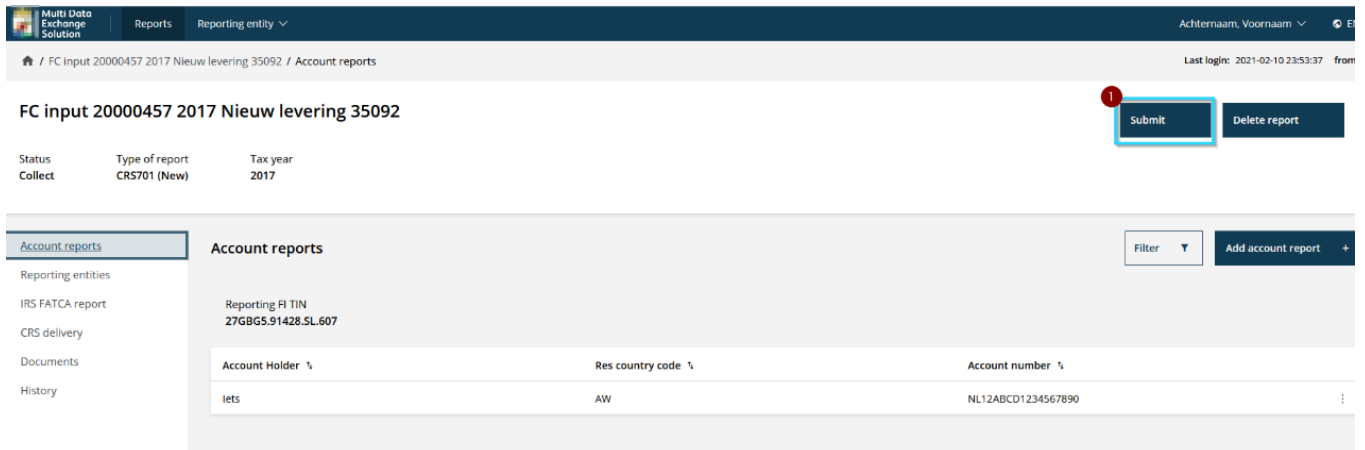 Multi Data
Exchange
Solution
Reports
Reporting entity
Achternaam, Voornaam
/ FC input 20000457 2017 Nieuw levering 35092 / Account reports
Last login: 2021-02-10 23:53:37 from
FC input 20000457 2017 Nieuw levering 35092
1
Submit
Delete report
Status
Type of report
Tax year
Collect
CRS701 (New)
2017
Account reports
Reporting entities
IRS FATCA report
CRS delivery
Documents
History
Account reports
Filter
Add account report +
Reporting FI TIN
27GBG5.91428.SL.607
Account Holder
Res country code
Account number
Iets
AW
NL12ABCD1234567890